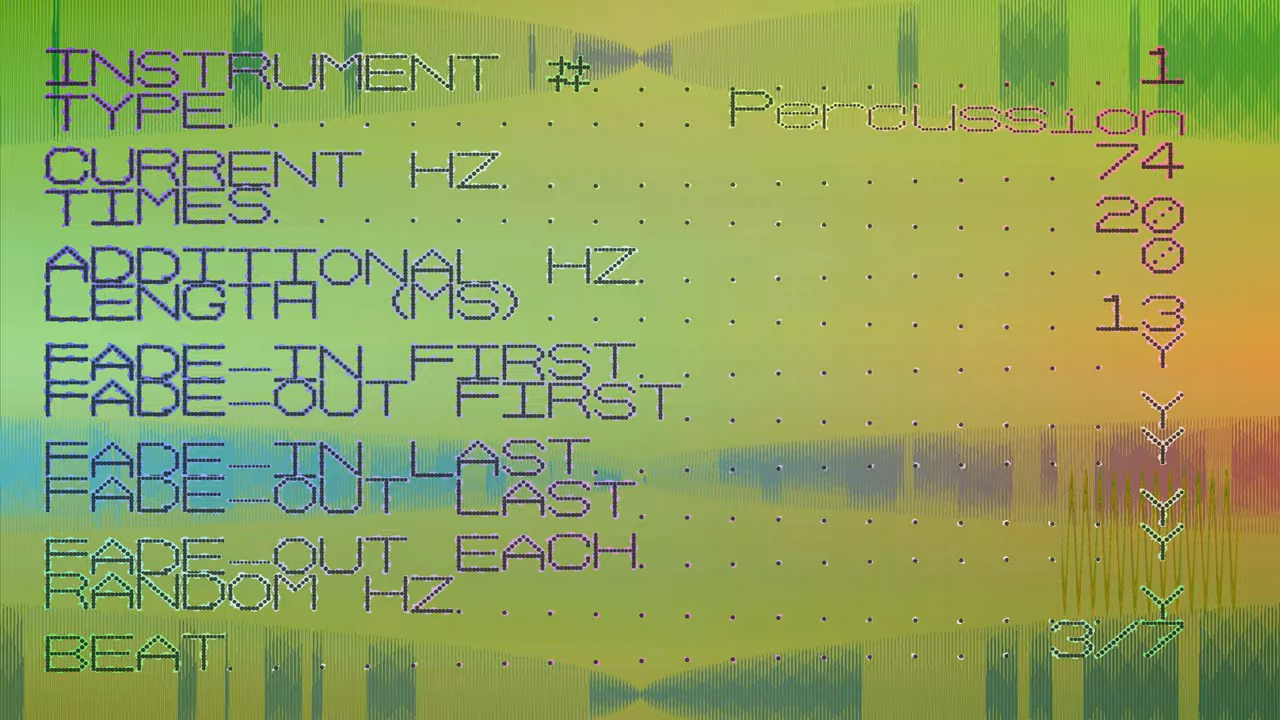 INSTRUMENT #. . . . . . . . . . . . 1
TYPE. . . . . . . . . . . Percussion
CURRENT HZ. . . . . . . . . . . . . 74
TIMES. . . . . . . . . . . . . . . . . . 20
ADDITIONAL HZ. . . . . . . . . . . 0
LENGTH (MS) . . . . . . . . . . . . 13
FADE-IN FIRST. . . . . . . . . . . Y
FADE-OUT FIRST . . . . . . . . . . Y
FADE-IN LAST. . . . . . . . . . . . Y
FADE-OUT LAST. . . . . . . . . . . Y
FADE-OUT EACH. . . . . . . . . . . Y
RANDOM HZ. . . . . . . . . . . . . . . Y
BEAT. . . . . . . . . . . . . . . . . . . 3/7